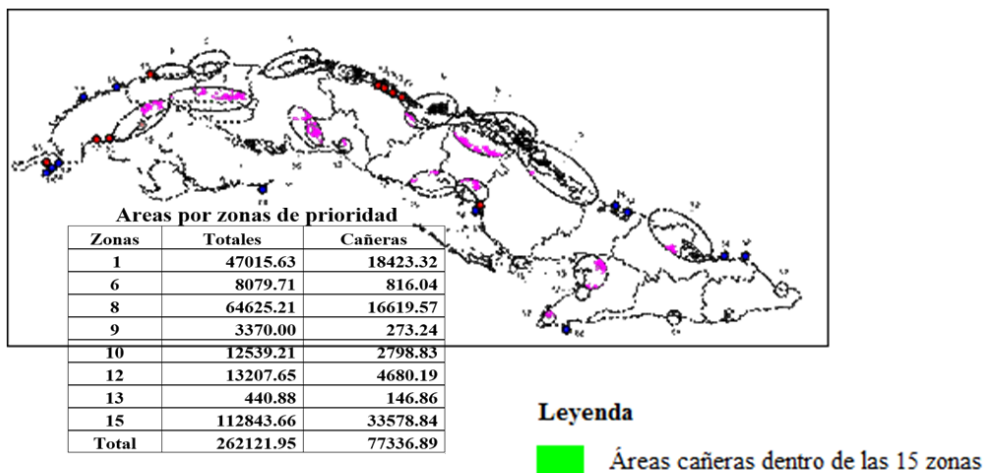 Areas por zonas de prioridad
Zonas Totales Cañeras
1 47015.63 18423.32
6 8079.71 816.04
8 64625.21 16619.57
9 3370.00 273.24
10 12539.21 2798.83
12 13207.65 4680.19
13 440.88 146.86
15 112843.66 33578.84
Total 262121.95 77336.89
Leyenda
Áreas cañeras dentro de las 15 zonas